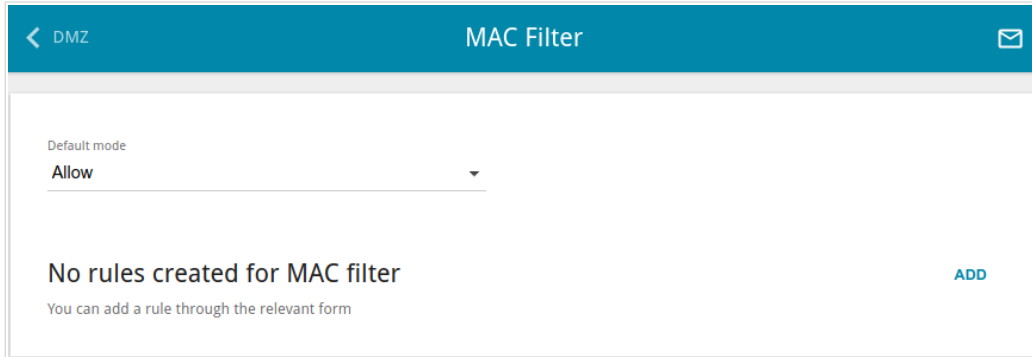 DMZ
MAC Filter
Default mode
Allow
No rules created for MAC filter
ADD
You can add a rule through the relevant form